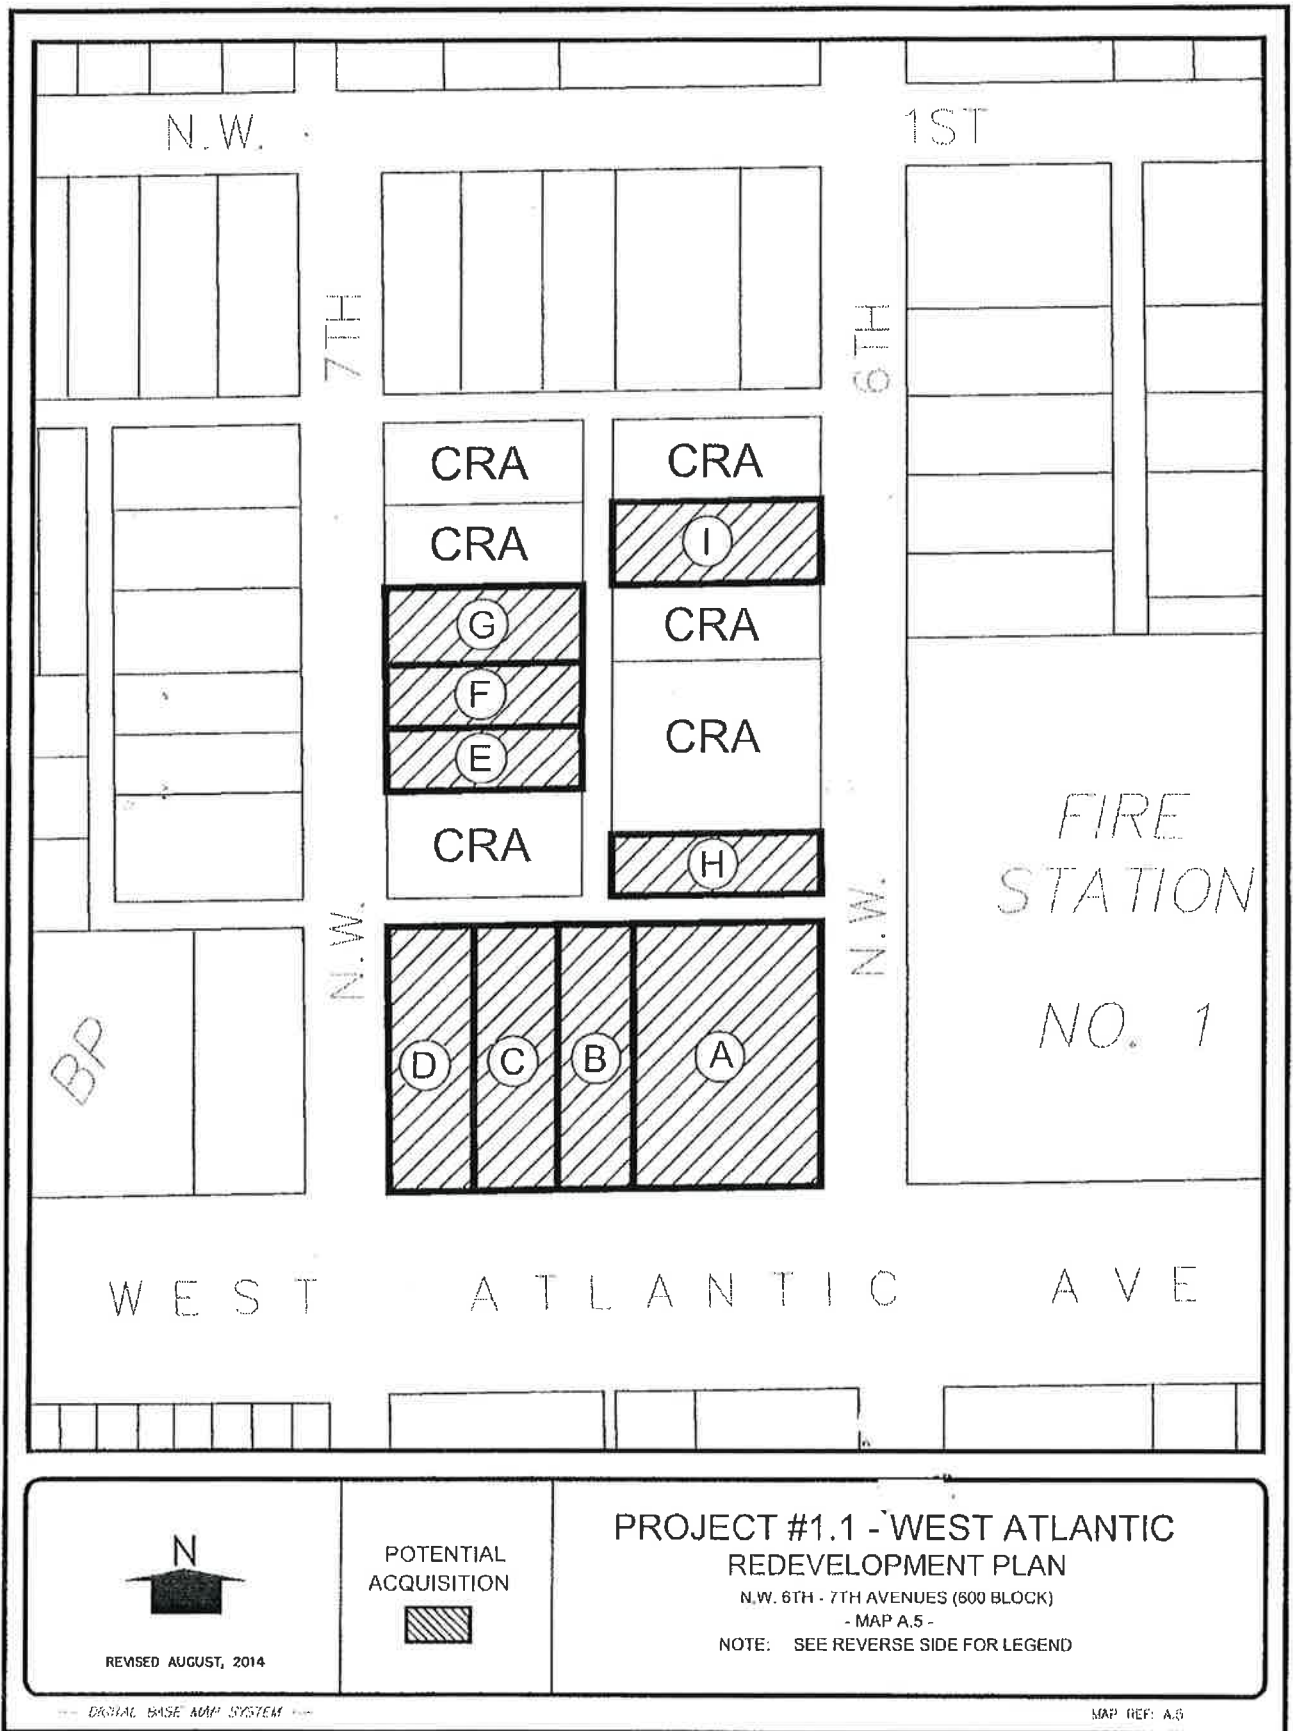 N.W.
1ST
7TH
6TH
CRA
CRA
CRA
I
CRA
G
CRA
F
CRA
E
FIRE
STATION
NO. 1
CRA
H
N.W.
N.W.
BP
D
C
B
A
WEST ATLANTIC AVE
N
REVISED AUGUST, 2014
POTENTIAL
ACQUISITION
PROJECT #1.1 - WEST ATLANTIC
REDEVELOPMENT PLAN
N.W. 6TH - 7TH AVENUES (600 BLOCK)
- MAP A.5 -
NOTE: SEE REVERSE SIDE FOR LEGEND
--- DIGITAL BASE MAP SYSTEM ---
MAP REF: A.5